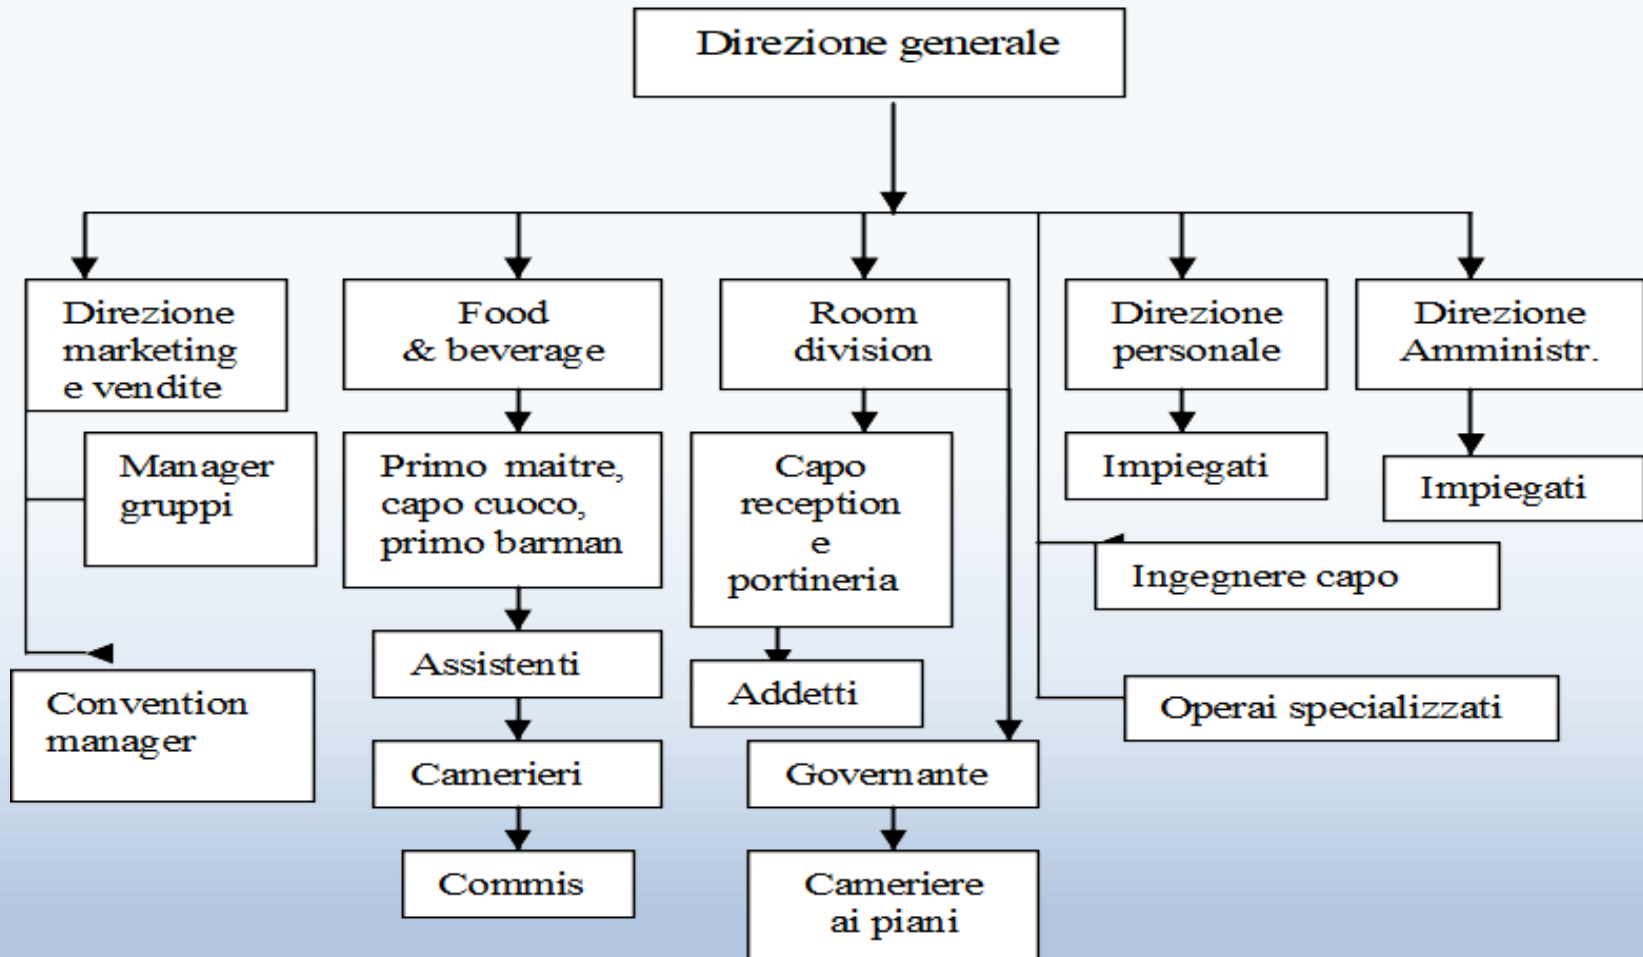 Direzione generale
Direzione
marketing
e vendite
Food
& beverage
Room
division
Direzione
personale
Direzione
Amministr.
Manager
gruppi
Primo maitre,
capo cuoco,
primo barman
Capo
reception
e
portineria
Impiegati
Impiegati
Ingegnere capo
Assistenti
Addetti
Operai specializzati
Convention
manager
Camerieri
Governante
Commis
Cameriere
ai piani